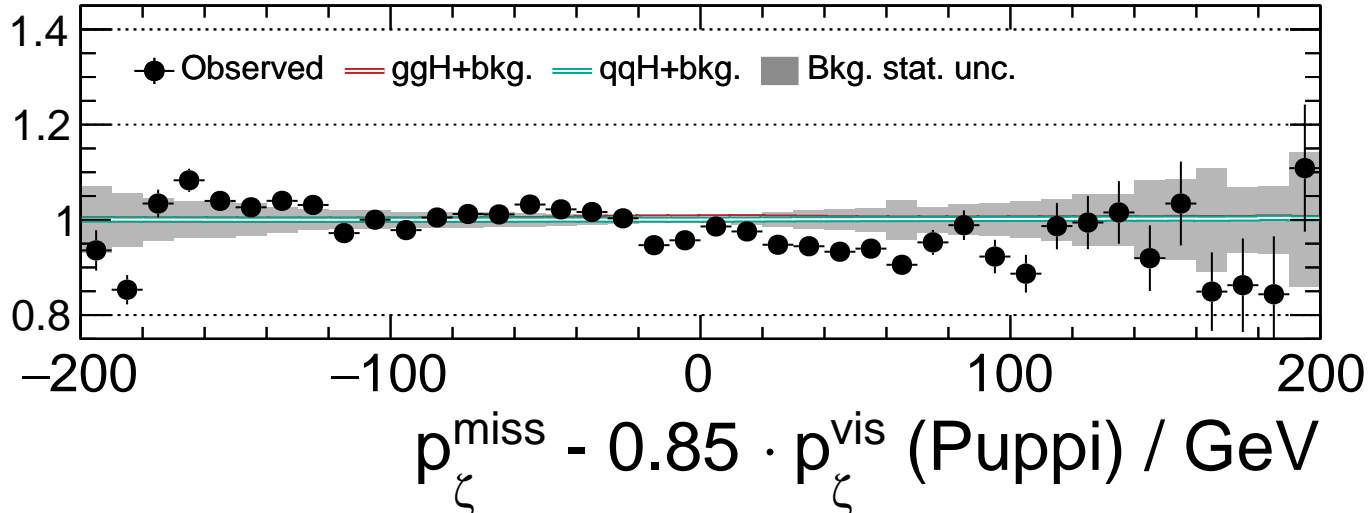 1.4
Observed ggH+bkg. qqH+bkg. Bkg. stat. unc.
1.2
1
0.8
−200 −100 0 100 200
p_ζ^miss - 0.85 · p_ζ^vis (Puppi) / GeV